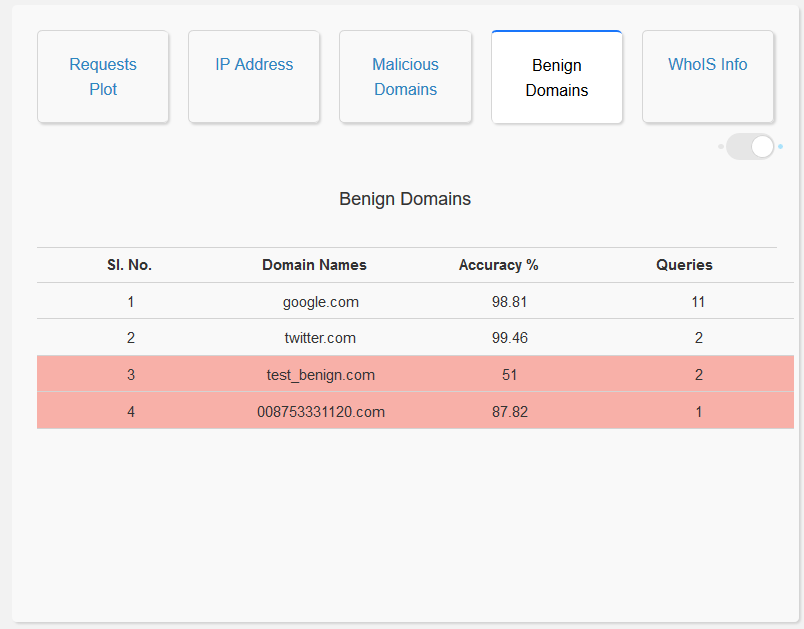 Requests
Plot
IP Address
Malicious
Domains
Benign
Domains
WhoIS Info
Benign Domains
Sl. No. Domain Names Accuracy % Queries
1 google.com 98.81 11
2 twitter.com 99.46 2
3 test_benign.com 51 2
4 008753331120.com 87.82 1